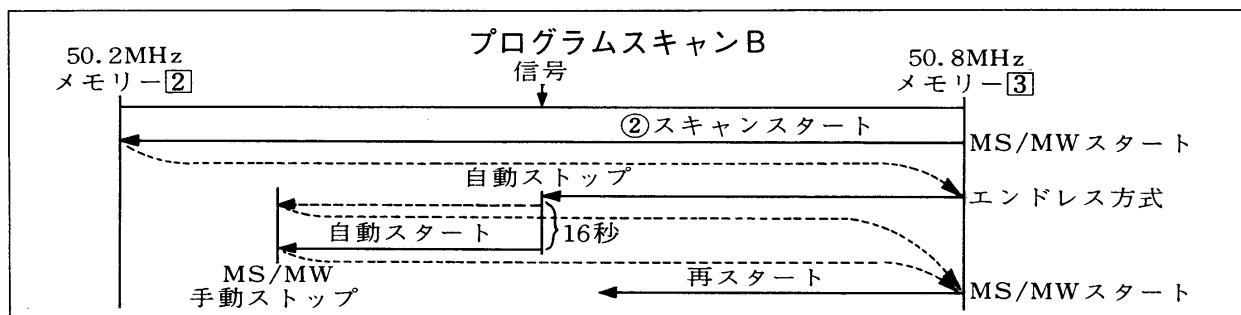 プログラムスキャンB
50.2MHz
メモリー2
信号
50.8MHz
メモリー3
②スキャンスタート
MS/MWスタート
自動ストップ
エンドレス方式
自動スタート
16秒
MS/MW
手動ストップ
再スタート
MS/MWスタート